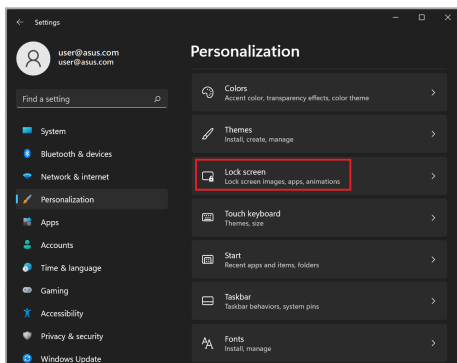 Settings
user@asus.com
user@asus.com
Find a setting
System
Bluetooth & devices
Network & internet
Personalization
Apps
Accounts
Time & language
Gaming
Accessibility
Privacy & security
Windows Update
Personalization
Colors
Accent color, transparency effects, color theme
Themes
Install, create, manage
Lock screen
Lock screen images, apps, animations
Touch keyboard
Themes, size
Start
Recent apps and items, folders
Taskbar
Taskbar behaviors, system pins
Fonts
Install, manage